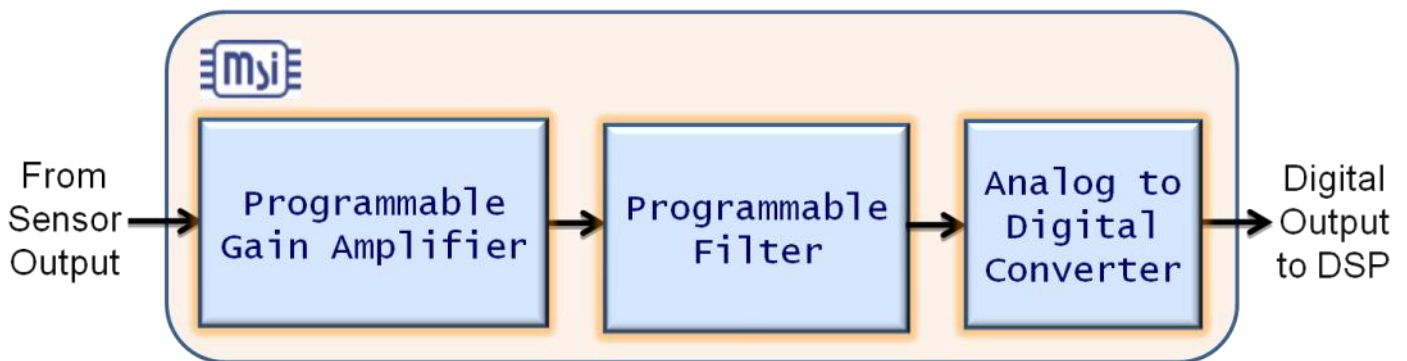 Msi
From
Sensor
Output
Programmable
Gain Amplifier
Programmable
Filter
Analog to
Digital
Converter
Digital
Output
to DSP